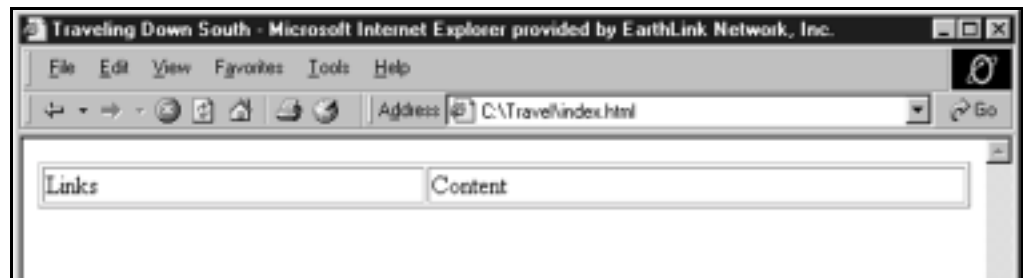 Traveling Down South - Microsoft Internet Explorer provided by EarthLink Network, Inc.
File Edit View Favorites Tools Help
Address C:\Travel\index.html Go
Links Content